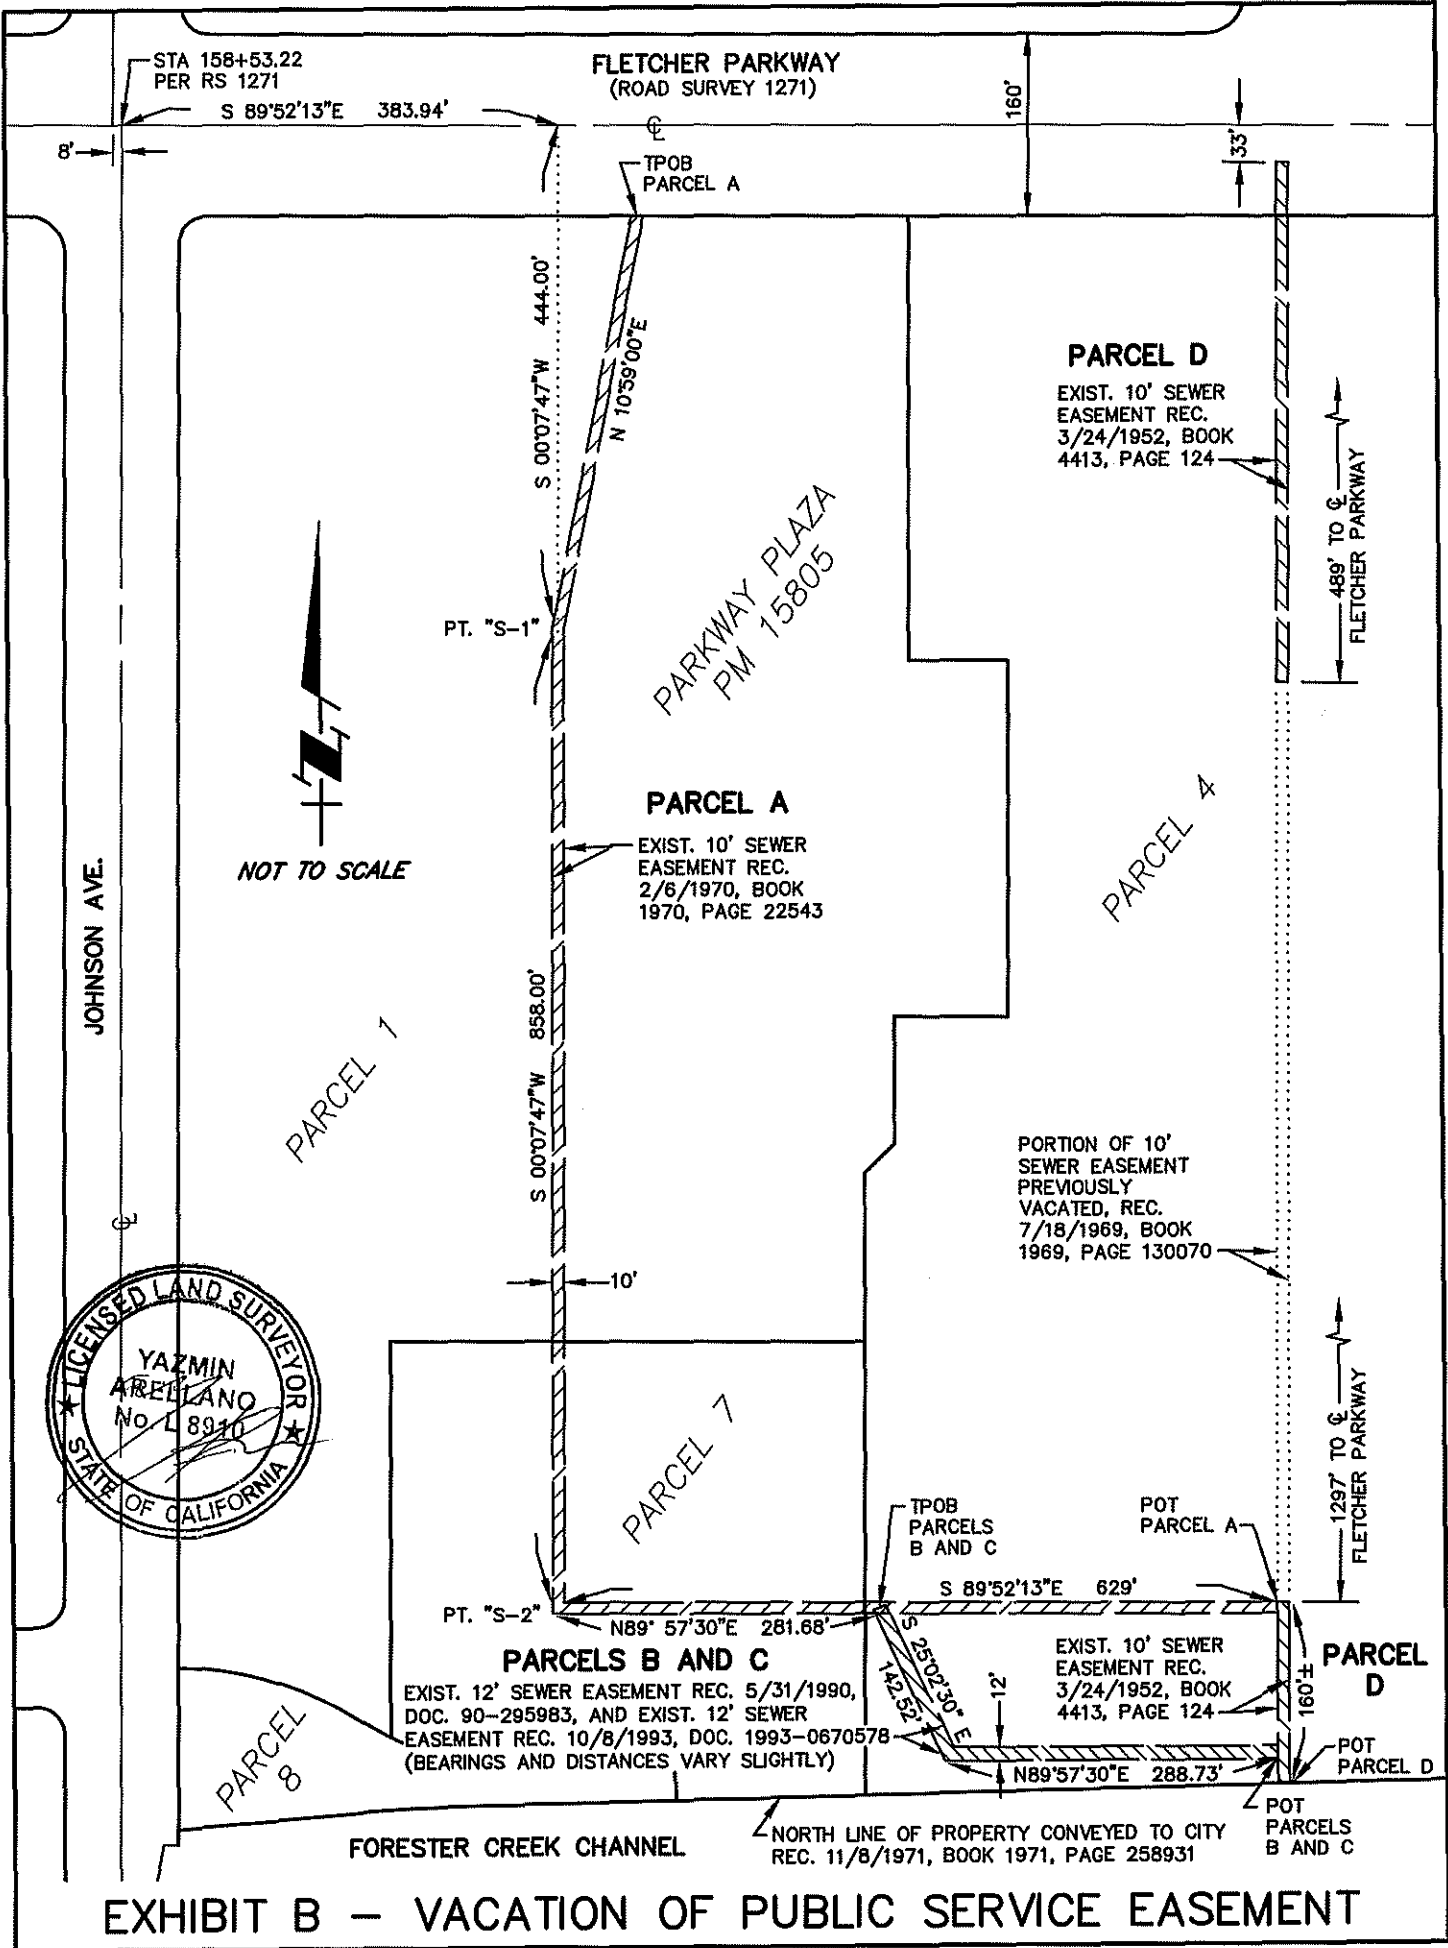 STA 158+53.22
PER RS 1271
FLETCHER PARKWAY
(ROAD SURVEY 1271)
S 89°52'13"E 383.94'
℄
160'
33'
8'
TPOB
PARCEL A
S 00°07'47"W 444.00'
N 10°59'00"E
PARCEL D
EXIST. 10' SEWER
EASEMENT REC.
3/24/1952, BOOK
4413, PAGE 124
489' TO ℄
FLETCHER PARKWAY
PT. "S-1"
PARKWAY PLAZA
PM 15805
NOT TO SCALE
PARCEL A
EXIST. 10' SEWER
EASEMENT REC.
2/6/1970, BOOK
1970, PAGE 22543
PARCEL 4
JOHNSON AVE.
℄
PARCEL 1
S 00°07'47"W 858.00'
PORTION OF 10'
SEWER EASEMENT
PREVIOUSLY
VACATED, REC.
7/18/1969, BOOK
1969, PAGE 130070
10'
LICENSED LAND SURVEYOR
YAZMIN
ARELLANO
No. L 8910
STATE OF CALIFORNIA
PARCEL 7
1297' TO ℄
FLETCHER PARKWAY
TPOB
PARCELS
B AND C
POT
PARCEL A
S 89°52'13"E 629'
PT. "S-2"
N89° 57'30"E 281.68'
PARCELS B AND C
EXIST. 12' SEWER EASEMENT REC. 5/31/1990,
DOC. 90-295983, AND EXIST. 12' SEWER
EASEMENT REC. 10/8/1993, DOC. 1993-0670578
(BEARINGS AND DISTANCES VARY SLIGHTLY)
S 25°02'30" E
142.52'
12'
EXIST. 10' SEWER
EASEMENT REC.
3/24/1952, BOOK
4413, PAGE 124
160'±
PARCEL
D
N89°57'30"E 288.73'
POT
PARCEL D
POT
PARCELS
B AND C
PARCEL
8
FORESTER CREEK CHANNEL
NORTH LINE OF PROPERTY CONVEYED TO CITY
REC. 11/8/1971, BOOK 1971, PAGE 258931
EXHIBIT B - VACATION OF PUBLIC SERVICE EASEMENT